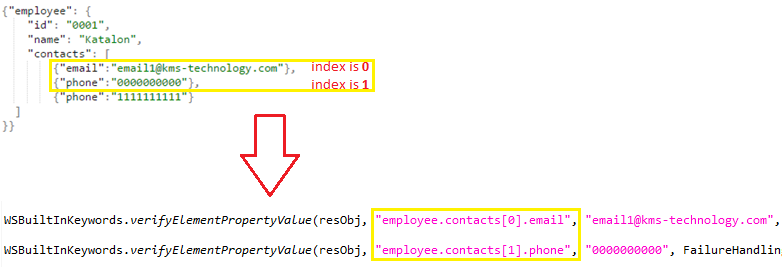 {"employee": {
"id": "0001",
"name": "Katalon",
"contacts": [
{"email":"email1@kms-technology.com"}, index is 0
{"phone":"0000000000"}, index is 1
{"phone":"1111111111"}
]
}}
WSBuiltInKeywords.verifyElementPropertyValue(resObj, "employee.contacts[0].email", "email1@kms-technology.com",
WSBuiltInKeywords.verifyElementPropertyValue(resObj, "employee.contacts[1].phone", "0000000000", FailureHandlin